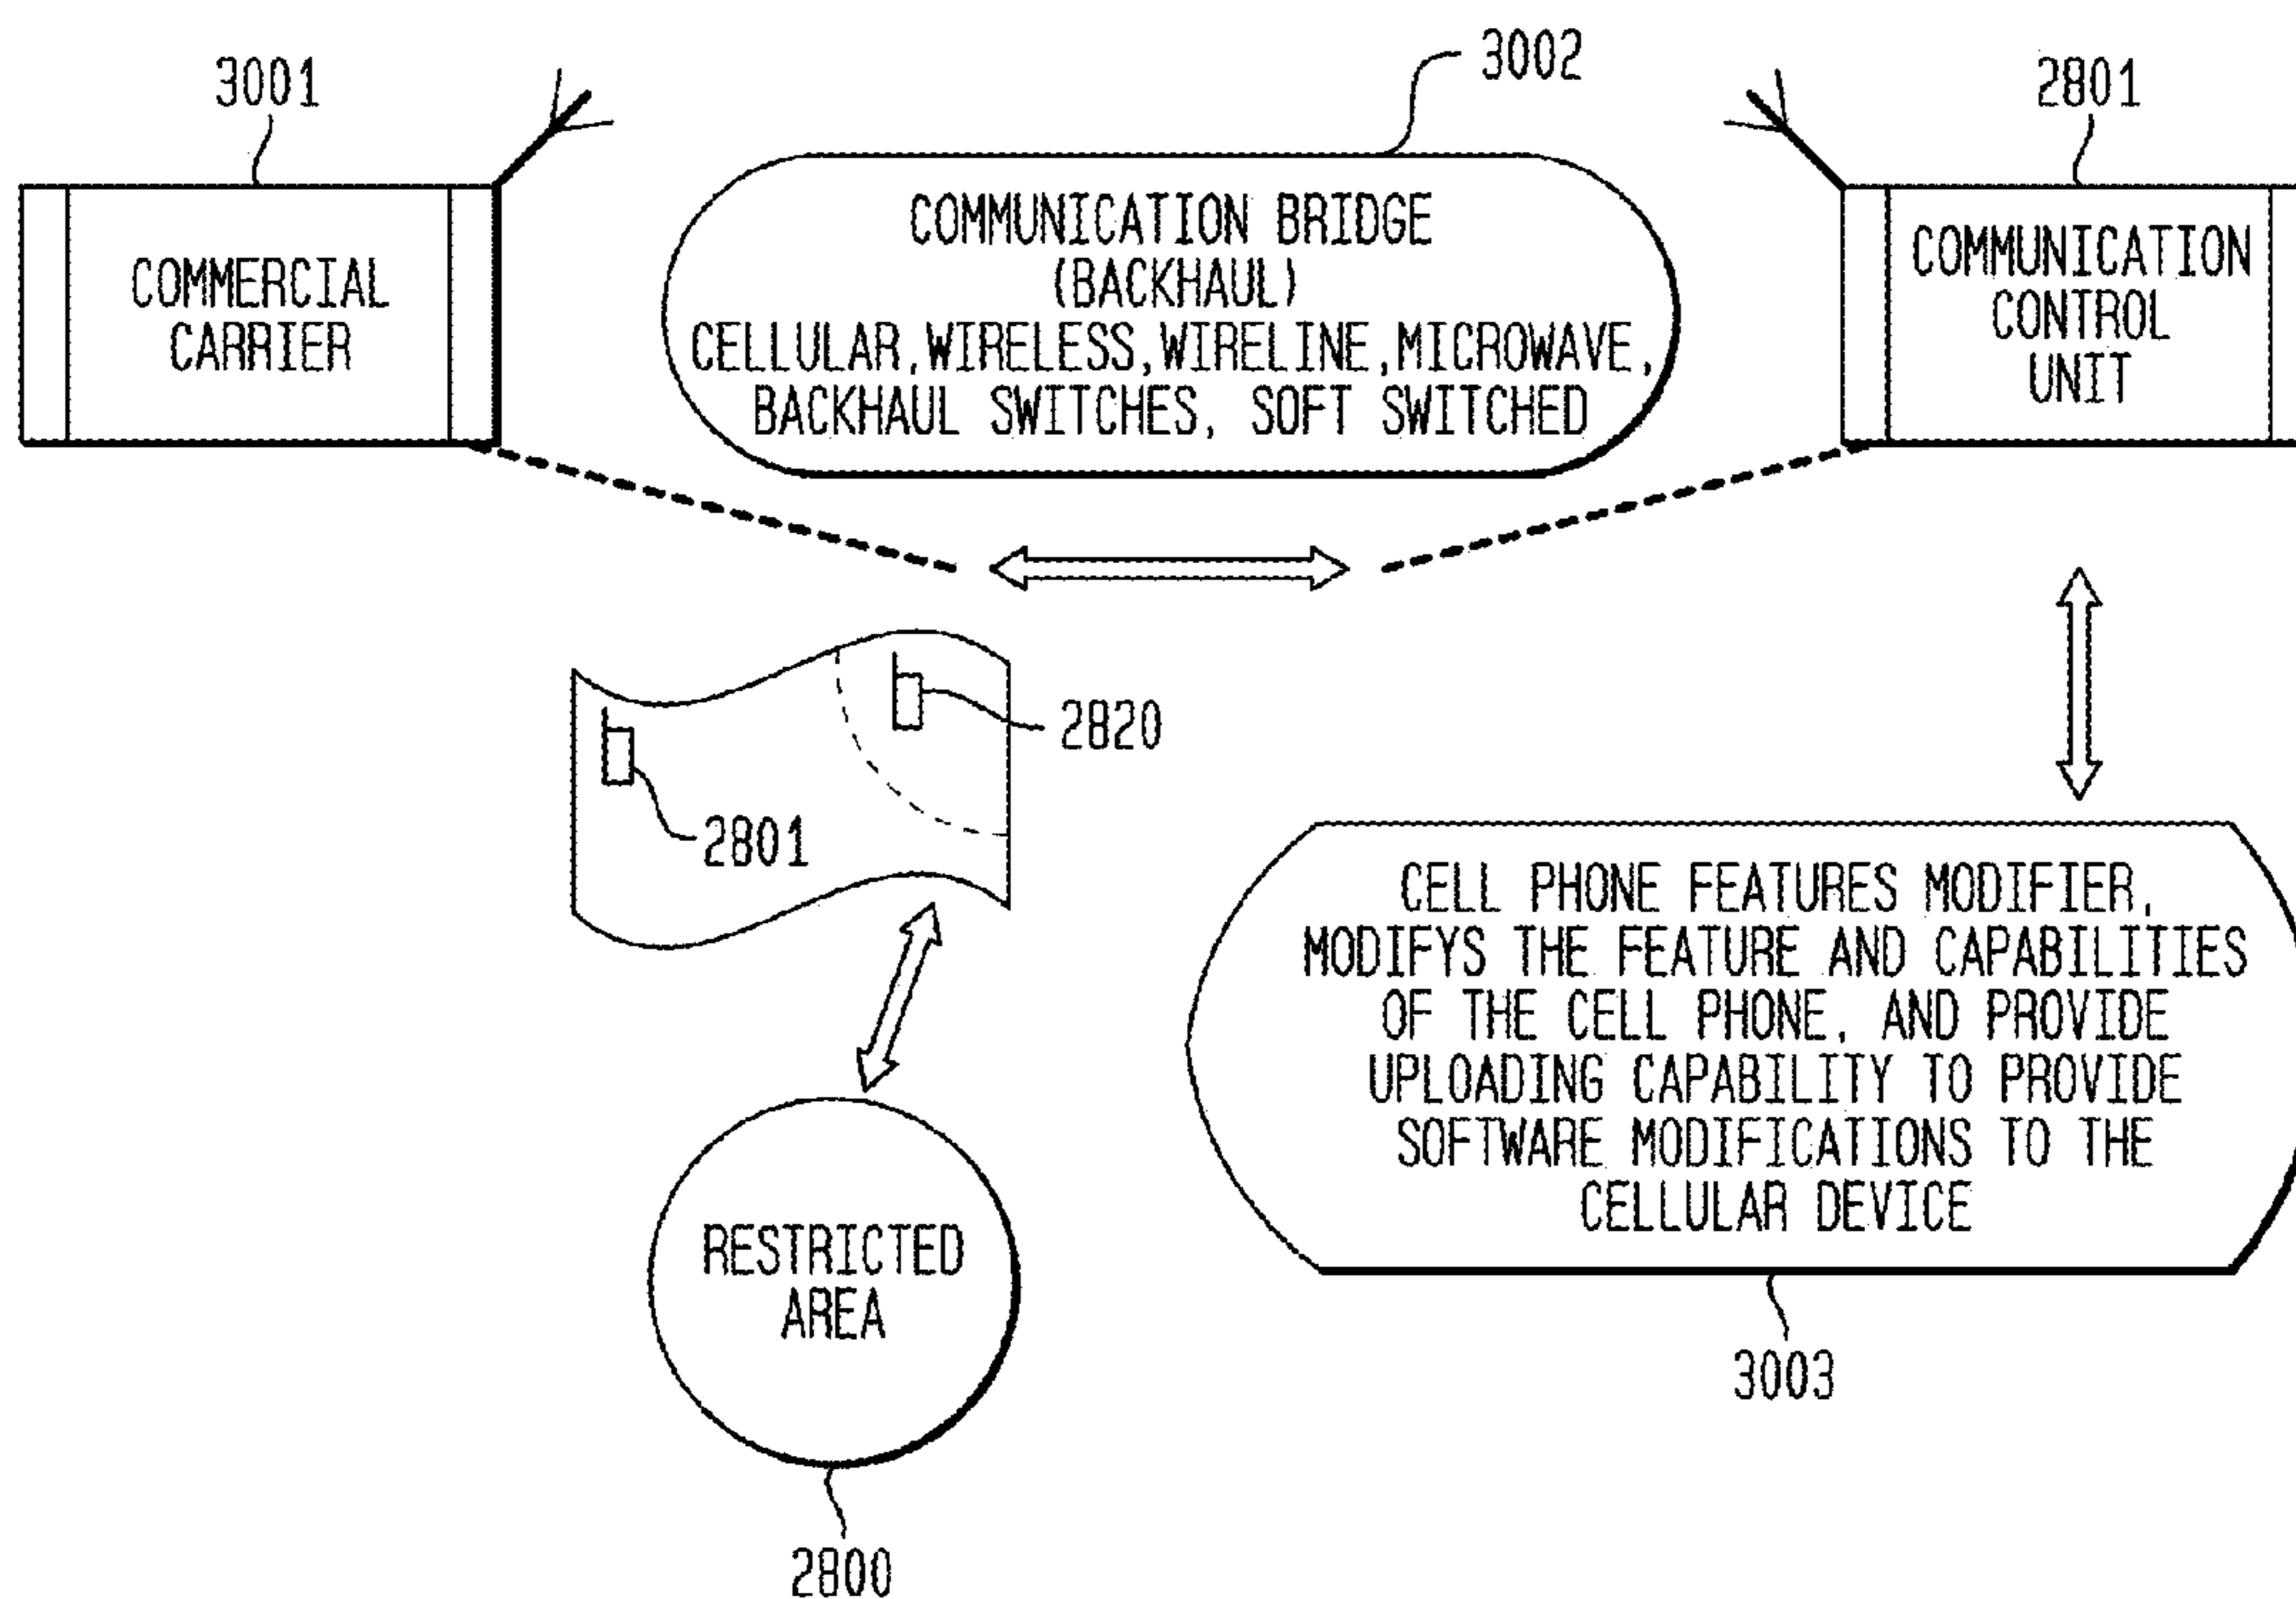 3001
3002
2801
COMMERCIAL
CARRIER
COMMUNICATION BRIDGE
(BACKHAUL)
CELLULAR,WIRELESS,WIRELINE,MICROWAVE,
BACKHAUL SWITCHES, SOFT SWITCHED
COMMUNICATION
CONTROL
UNIT
2820
2801
CELL PHONE FEATURES MODIFIER,
MODIFYS THE FEATURE AND CAPABILITIES
OF THE CELL PHONE, AND PROVIDE
UPLOADING CAPABILITY TO PROVIDE
SOFTWARE MODIFICATIONS TO THE
CELLULAR DEVICE
RESTRICTED
AREA
3003
2800